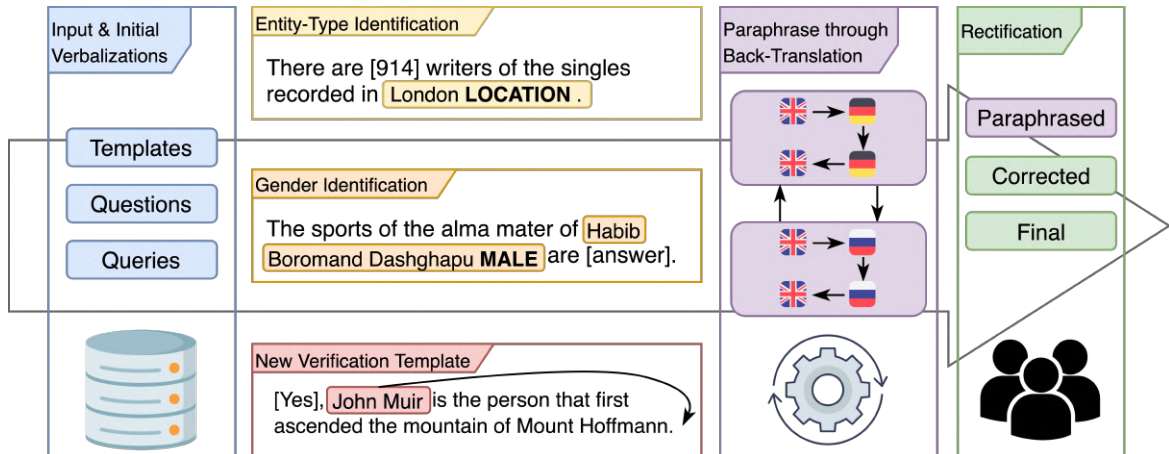 Input & Initial
Verbalizations
Templates
Questions
Queries
Entity-Type Identification
There are [914] writers of the singles
recorded in London LOCATION .
Gender Identification
The sports of the alma mater of Habib
Boromand Dashghapu MALE are [answer].
New Verification Template
[Yes], John Muir is the person that first
ascended the mountain of Mount Hoffmann.
Paraphrase through
Back-Translation
Rectification
Paraphrased
Corrected
Final